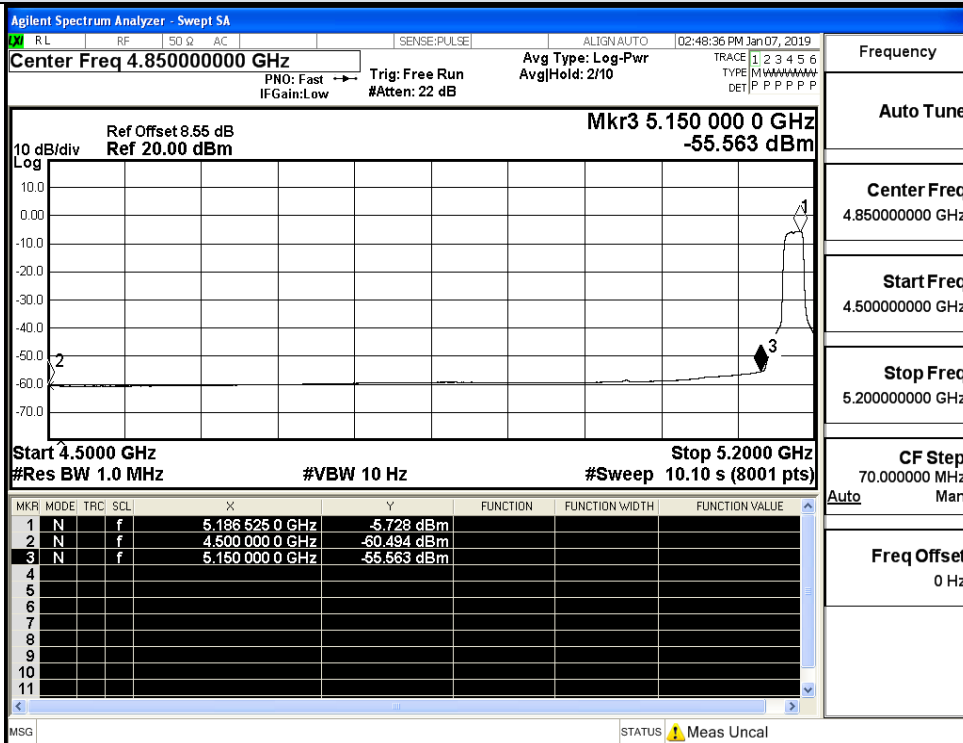 Agilent Spectrum Analyzer - Swept SA
LXI RL RF 50 Ω AC SENSE:PULSE ALIGNAUTO 02:48:36 PM Jan 07, 2019
Center Freq 4.850000000 GHz
PNO: Fast
IFGain:Low
Trig: Free Run
#Atten: 22 dB
Avg Type: Log-Pwr
Avg|Hold: 2/10
TRACE 1 2 3 4 5 6
TYPE M
DET P P P P P P
Ref Offset 8.55 dB
10 dB/div Ref 20.00 dBm
Log
Mkr3 5.150 000 0 GHz
-55.563 dBm
10.0
0.00
-10.0
-20.0
-30.0
-40.0
-50.0
-60.0
-70.0
1
2
3
Start 4.5000 GHz Stop 5.2000 GHz
#Res BW 1.0 MHz #VBW 10 Hz #Sweep 10.10 s (8001 pts)
MKR MODE TRC SCL X Y FUNCTION FUNCTION WIDTH FUNCTION VALUE
1 N f 5.186 525 0 GHz -5.728 dBm
2 N f 4.500 000 0 GHz -60.494 dBm
3 N f 5.150 000 0 GHz -55.563 dBm
4
5
6
7
8
9
10
11
MSG STATUS Meas Uncal
Frequency
Auto Tune
Center Freq
4.850000000 GHz
Start Freq
4.500000000 GHz
Stop Freq
5.200000000 GHz
CF Step
70.000000 MHz
Auto Man
Freq Offset
0 Hz